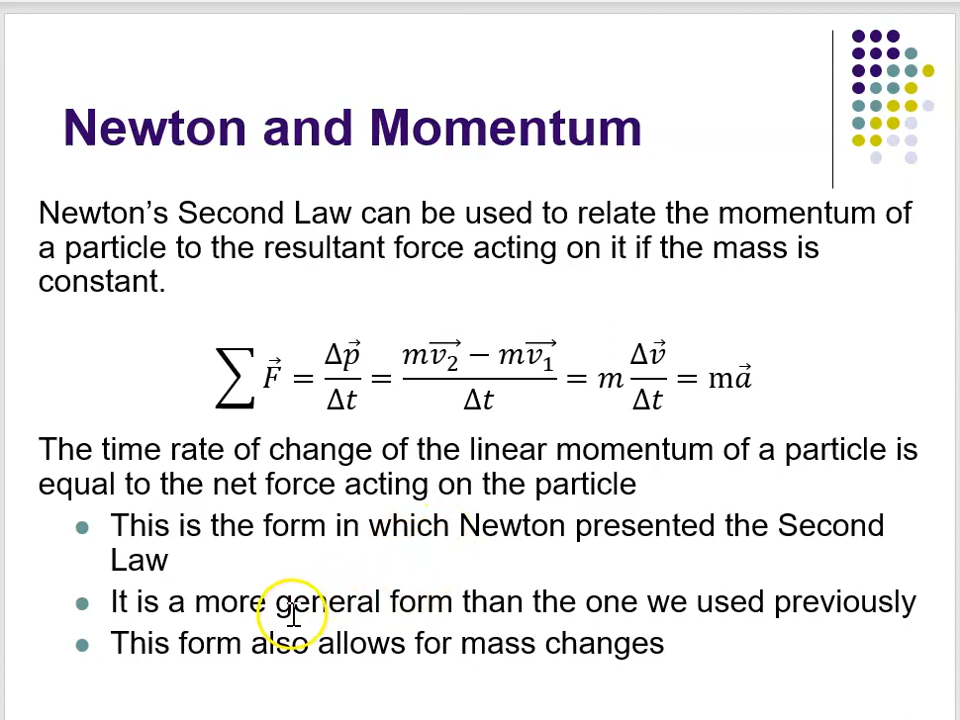 Newton and Momentum
Newton’s Second Law can be used to relate the momentum of
a particle to the resultant force acting on it if the mass is
constant.
∑ F⃗ = Δp⃗/Δt = (mv₂⃗ − mv₁⃗)/Δt = m Δv⃗/Δt = ma⃗
The time rate of change of the linear momentum of a particle is
equal to the net force acting on the particle
● This is the form in which Newton presented the Second
Law
● It is a more general form than the one we used previously
● This form also allows for mass changes